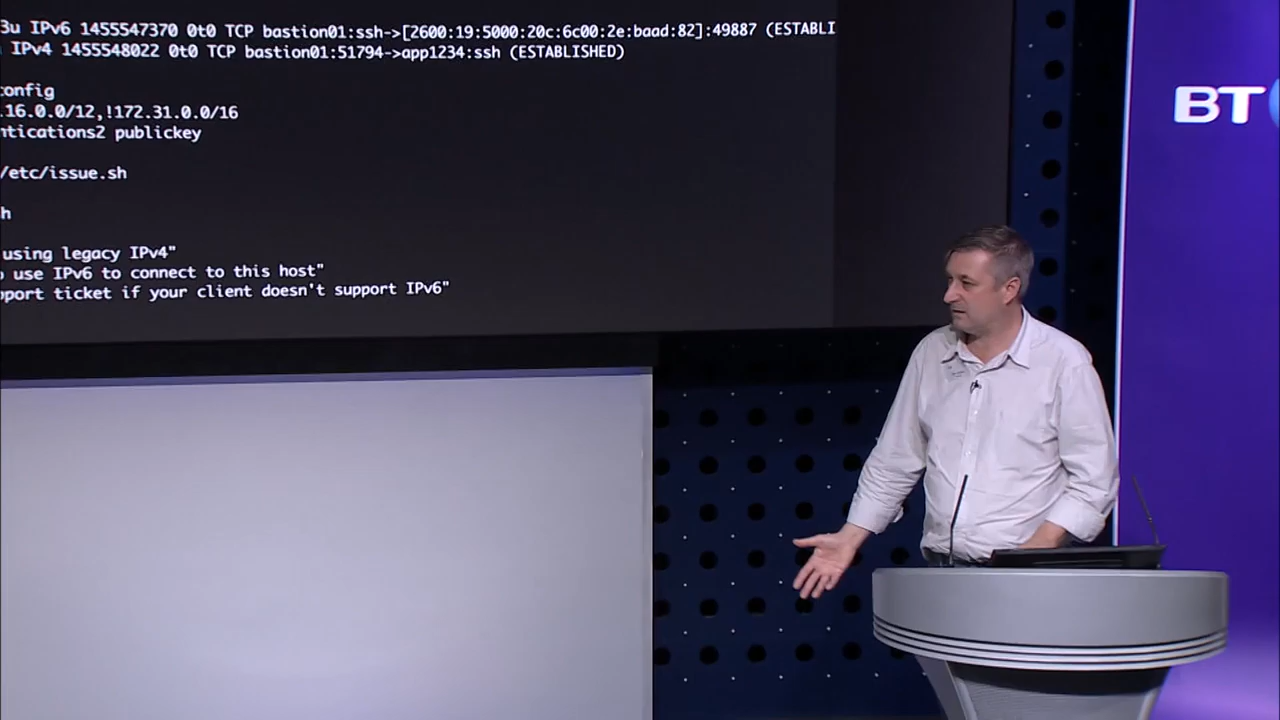 3u IPv6 1455547370 0t0 TCP bastion01:ssh->[2600:19:5000:20c:6c00:2e:baad:82]:49887 (ESTABLI
IPv4 1455548022 0t0 TCP bastion01:51794->app1234:ssh (ESTABLISHED)
config
.16.0.0/12,!172.31.0.0/16
ntications2 publickey
/etc/issue.sh
h
using legacy IPv4"
o use IPv6 to connect to this host"
pport ticket if your client doesn't support IPv6"
BT